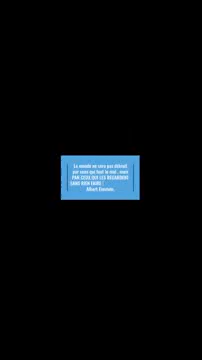 Le monde ne sera pas détruit
par ceux qui font le mal , mais
PAR CEUX QUI LES REGARDENT
SANS RIEN FAIRE !
Albert Einstein,